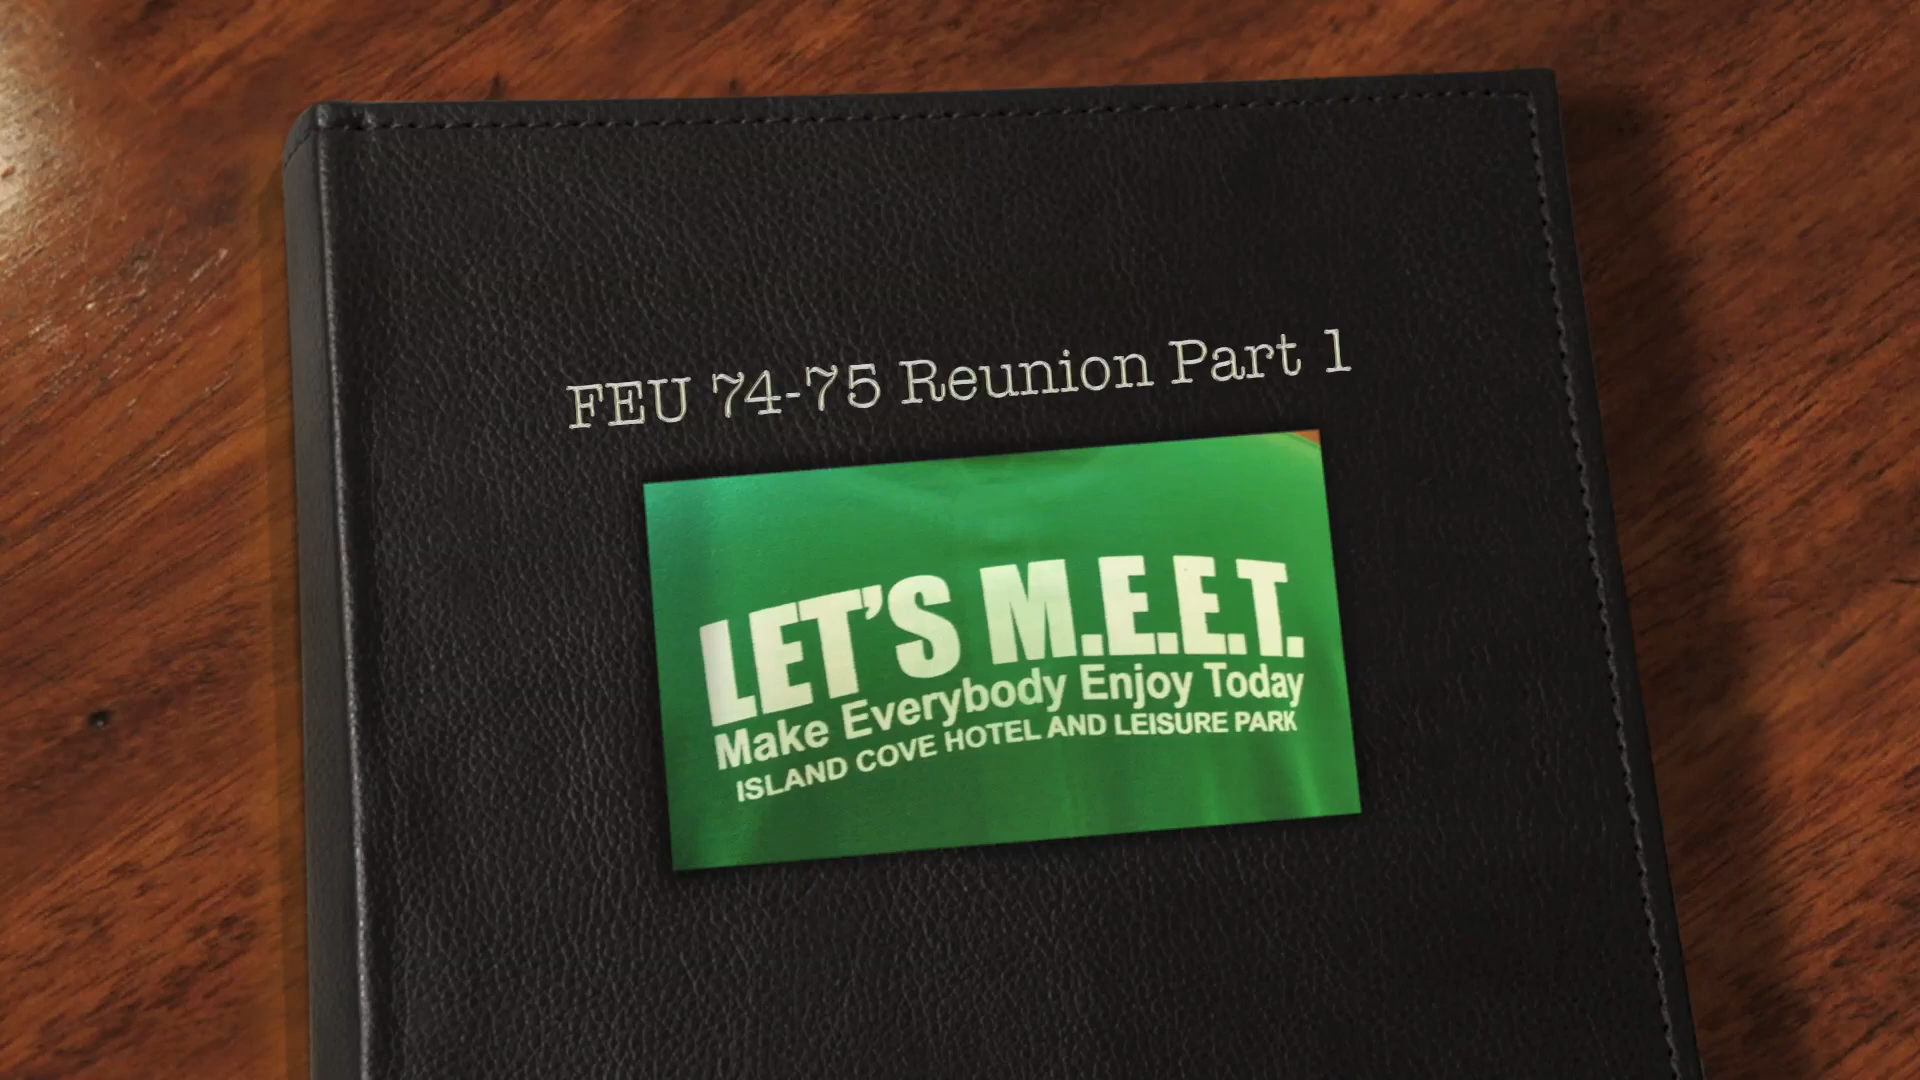 FEU 74-75 Reunion Part 1
LET'S M.E.E.T.
Make Everybody Enjoy Today
ISLAND COVE HOTEL AND LEISURE PARK